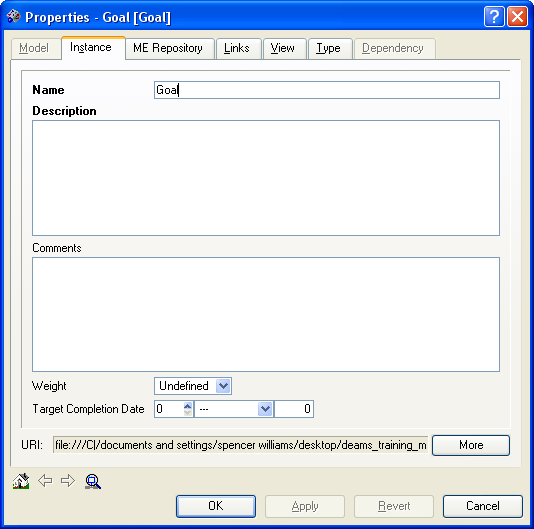 Properties - Goal [Goal]
Model Instance ME Repository Links View Type Dependency
Name Goal
Description
Comments
Weight Undefined
Target Completion Date 0 --- 0
URI: file:///C|/documents and settings/spencer williams/desktop/deams_training_m More
OK Apply Revert Cancel